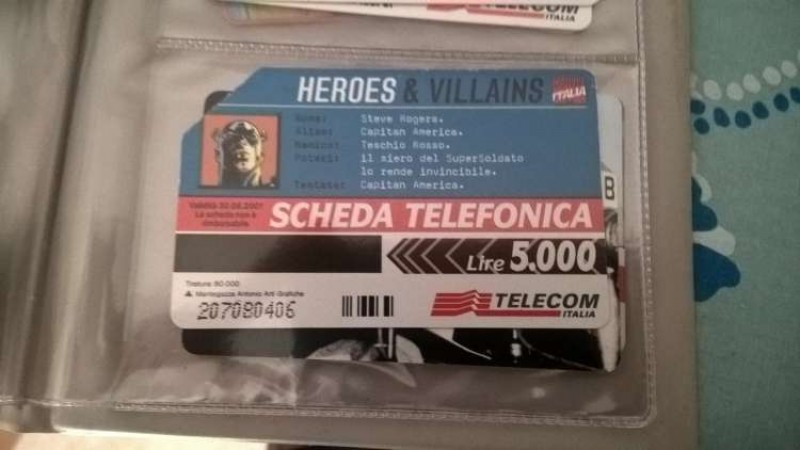 TELECOM
ITALIA
HEROES & VILLAINS
ITALIA
Nome: Steve Rogers.
Alias: Capitan America.
Nemico: Teschio Rosso.
Poteri: il siero del SuperSoldato
lo rende invincibile.
Testata: Capitan America.
Validità 30.06.2001
La scheda non è
rimborsabile
SCHEDA TELEFONICA
B
Lire 5.000
Tiratura: 80.000
Mantegazza Antonio Arti Grafiche
207080406
TELECOM
ITALIA